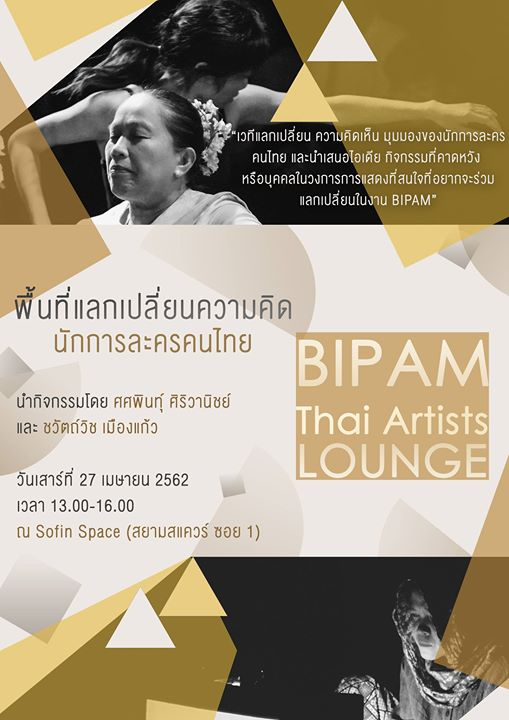 “เวทีแลกเปลี่ยน ความคิดเห็น มุมมองของนักการละคร
คนไทย และนำเสนอไอเดีย กิจกรรมที่คาดหวัง
หรือบุคคลในวงการการแสดงที่สนใจที่อยากจะร่วม
แลกเปลี่ยนในงาน BIPAM”
พื้นที่แลกเปลี่ยนความคิด
นักการละครคนไทย
นำกิจกรรมโดย ศศพินทุ์ ศิริวาณิชย์
และ ชวัตถ์วิช เมืองแก้ว
วันเสาร์ที่ 27 เมษายน 2562
เวลา 13.00-16.00
ณ Sofin Space (สยามสแควร์ ซอย 1)
BIPAM
Thai Artists
LOUNGE